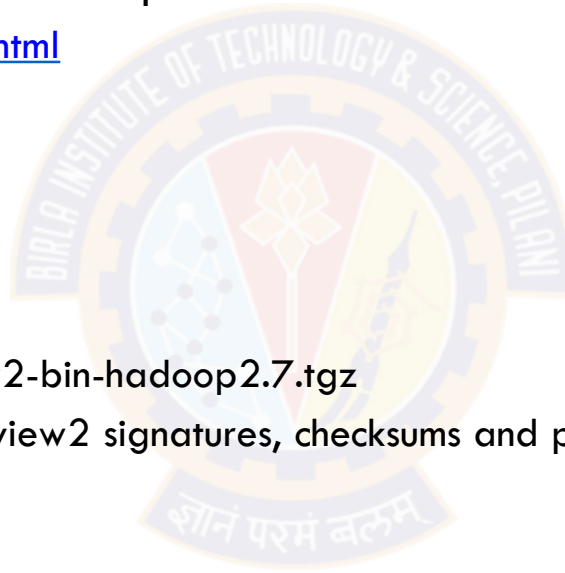 html
BIRLA INSTITUTE OF TECHNOLOGY & SCIENCE, PILANI
2-bin-hadoop2.7.tgz
view2 signatures, checksums and p
ज्ञानं परमं बलम्